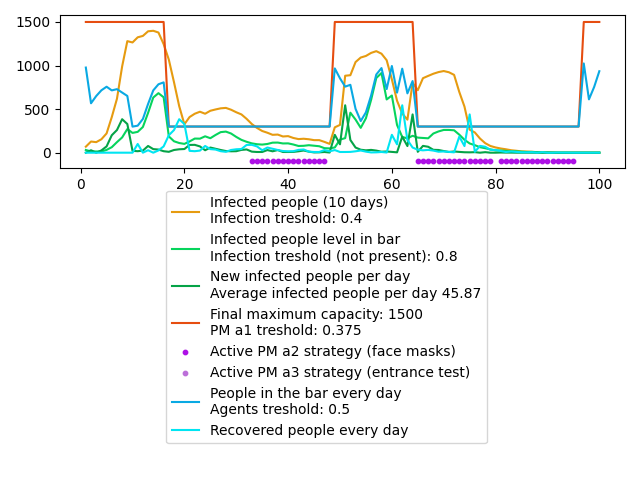 1500
1000
500
0
0 20 40 60 80 100
Infected people (10 days)
Infection treshold: 0.4
Infected people level in bar
Infection treshold (not present): 0.8
New infected people per day
Average infected people per day 45.87
Final maximum capacity: 1500
PM a1 treshold: 0.375
Active PM a2 strategy (face masks)
Active PM a3 strategy (entrance test)
People in the bar every day
Agents treshold: 0.5
Recovered people every day